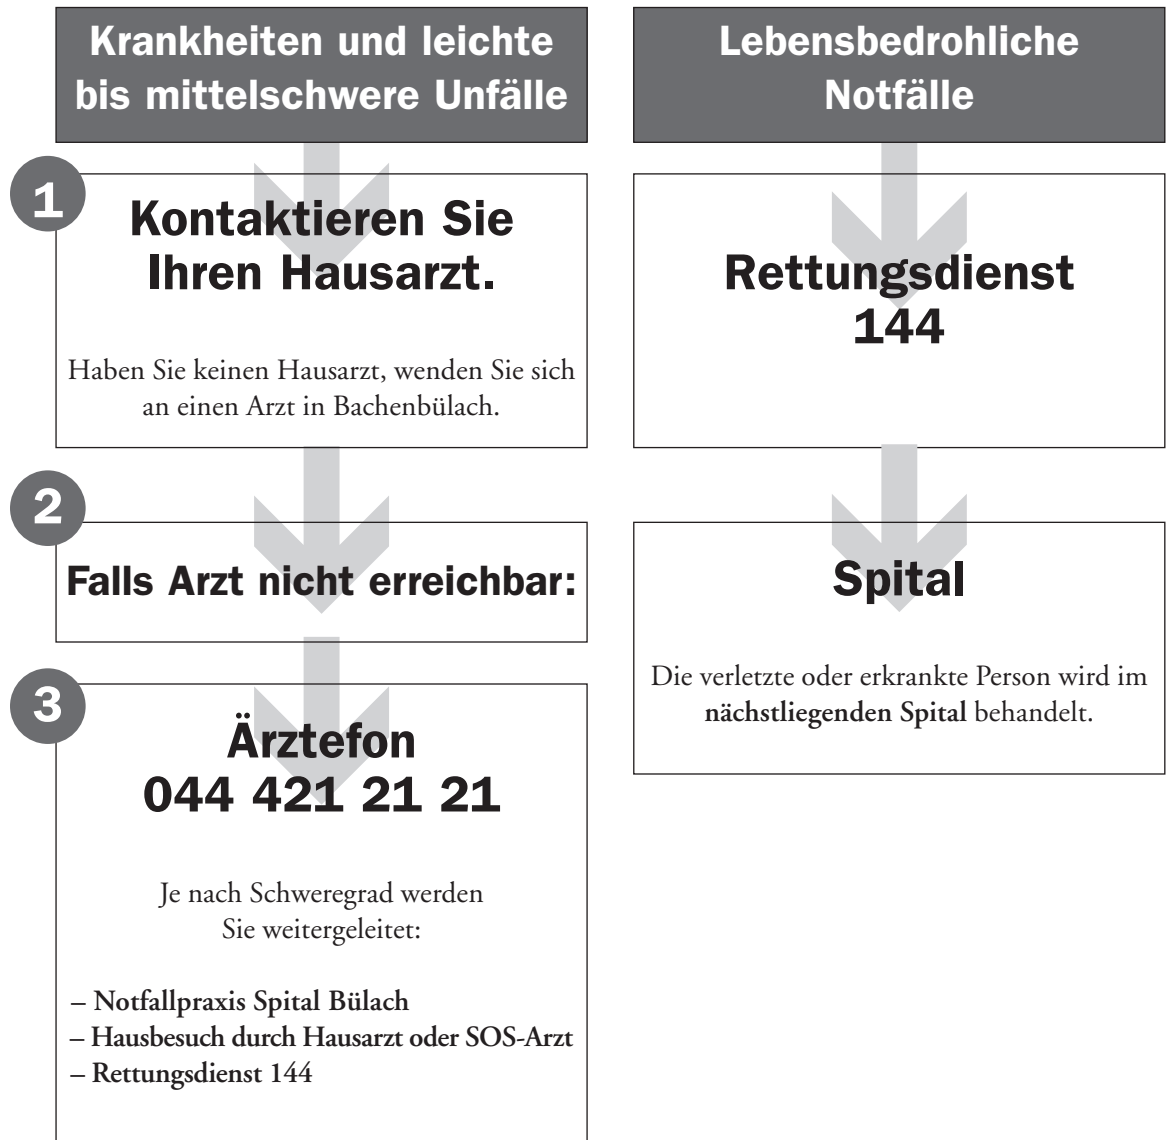 Krankheiten und leichte
bis mittelschwere Unfälle
1
Kontaktieren Sie
Ihren Hausarzt.
Haben Sie keinen Hausarzt, wenden Sie sich
an einen Arzt in Bachenbülach.
2
Falls Arzt nicht erreichbar:
3
Ärztefon
044 421 21 21
Je nach Schweregrad werden
Sie weitergeleitet:
– Notfallpraxis Spital Bülach
– Hausbesuch durch Hausarzt oder SOS-Arzt
– Rettungsdienst 144
Lebensbedrohliche
Notfälle
Rettungsdienst
144
Spital
Die verletzte oder erkrankte Person wird im
nächstliegenden Spital behandelt.